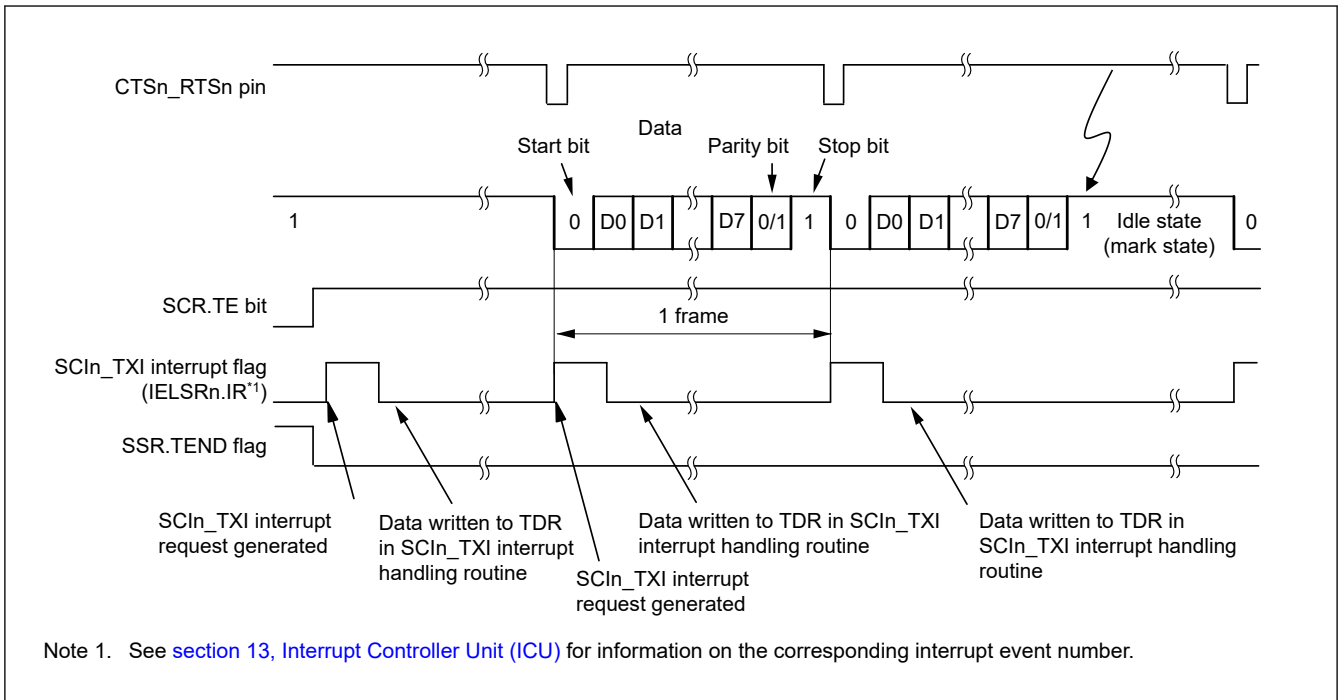 CTSn_RTSn pin
Data
Start bit
Parity bit
Stop bit
1
0
D0
D1
D7
0/1
1
0
D0
D1
D7
0/1
1
Idle state
(mark state)
0
SCR.TE bit
1 frame
SCIn_TXI interrupt flag
(IELSRn.IR*1)
SSR.TEND flag
SCIn_TXI interrupt
request generated
Data written to TDR
in SCIn_TXI interrupt
handling routine
SCIn_TXI interrupt
request generated
Data written to TDR in SCIn_TXI
interrupt handling routine
Data written to TDR in
SCIn_TXI interrupt handling
routine
Note 1. See section 13, Interrupt Controller Unit (ICU) for information on the corresponding interrupt event number.